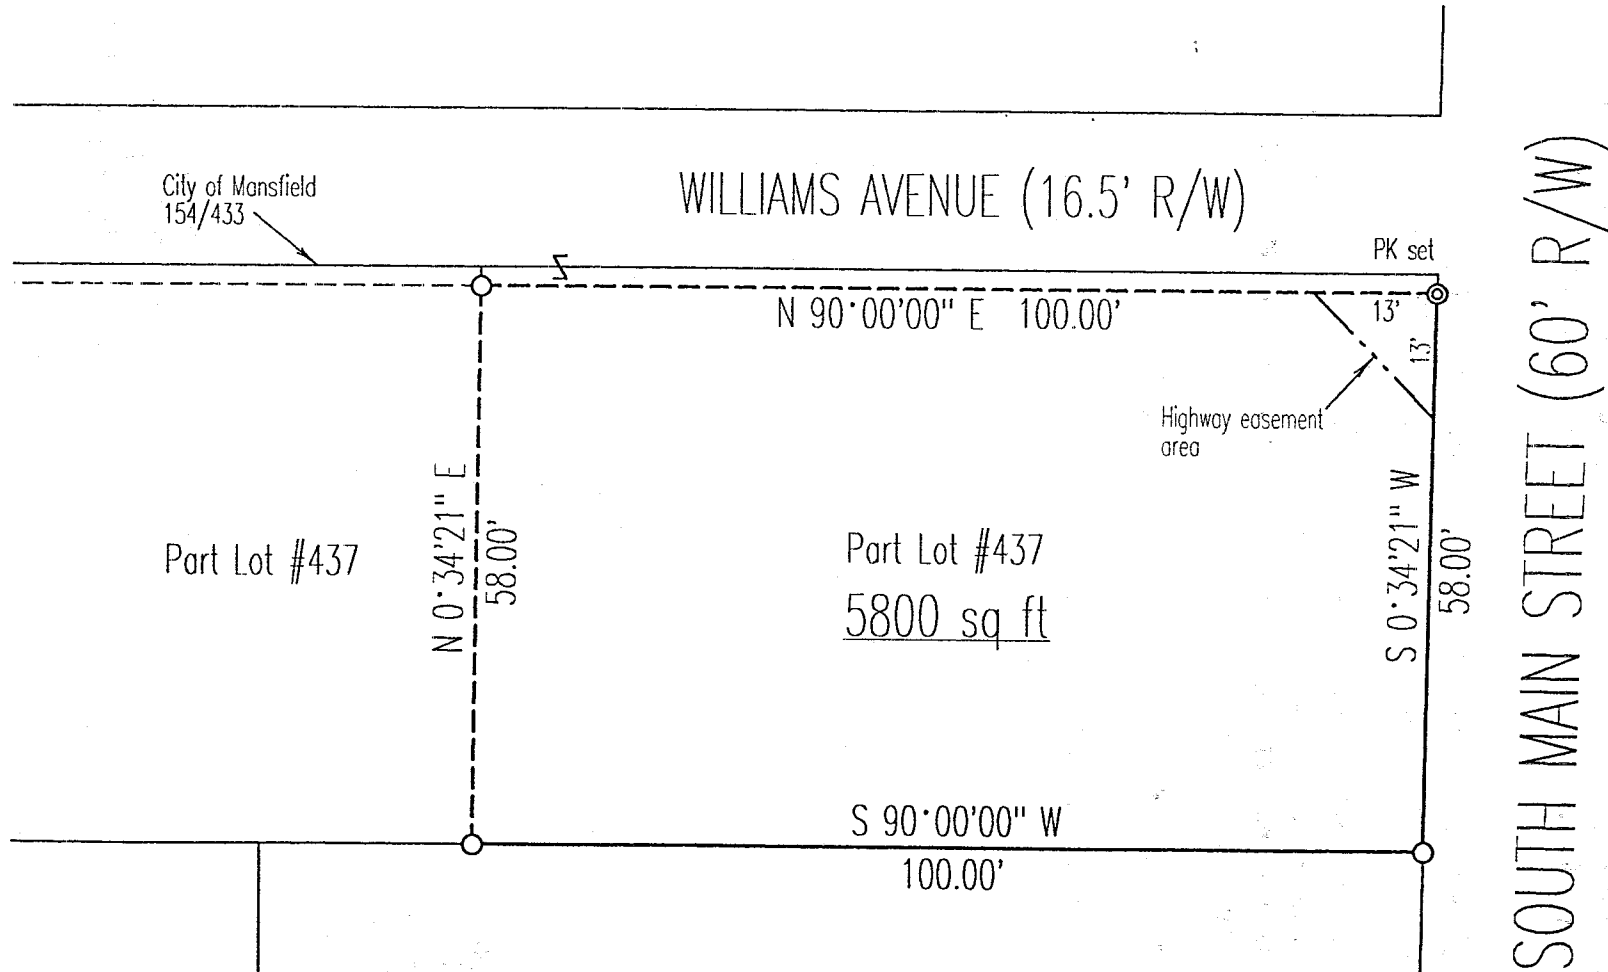 City of Mansfield
154/433
WILLIAMS AVENUE (16.5' R/W)
PK set
N 90°00'00" E 100.00'
13'
13'
Highway easement
area
Part Lot #437
N 0°34'21" E
58.00'
Part Lot #437
5800 sq ft
S 0°34'21" W
58.00'
SOUTH MAIN STREET (60' R/W)
S 90°00'00" W
100.00'